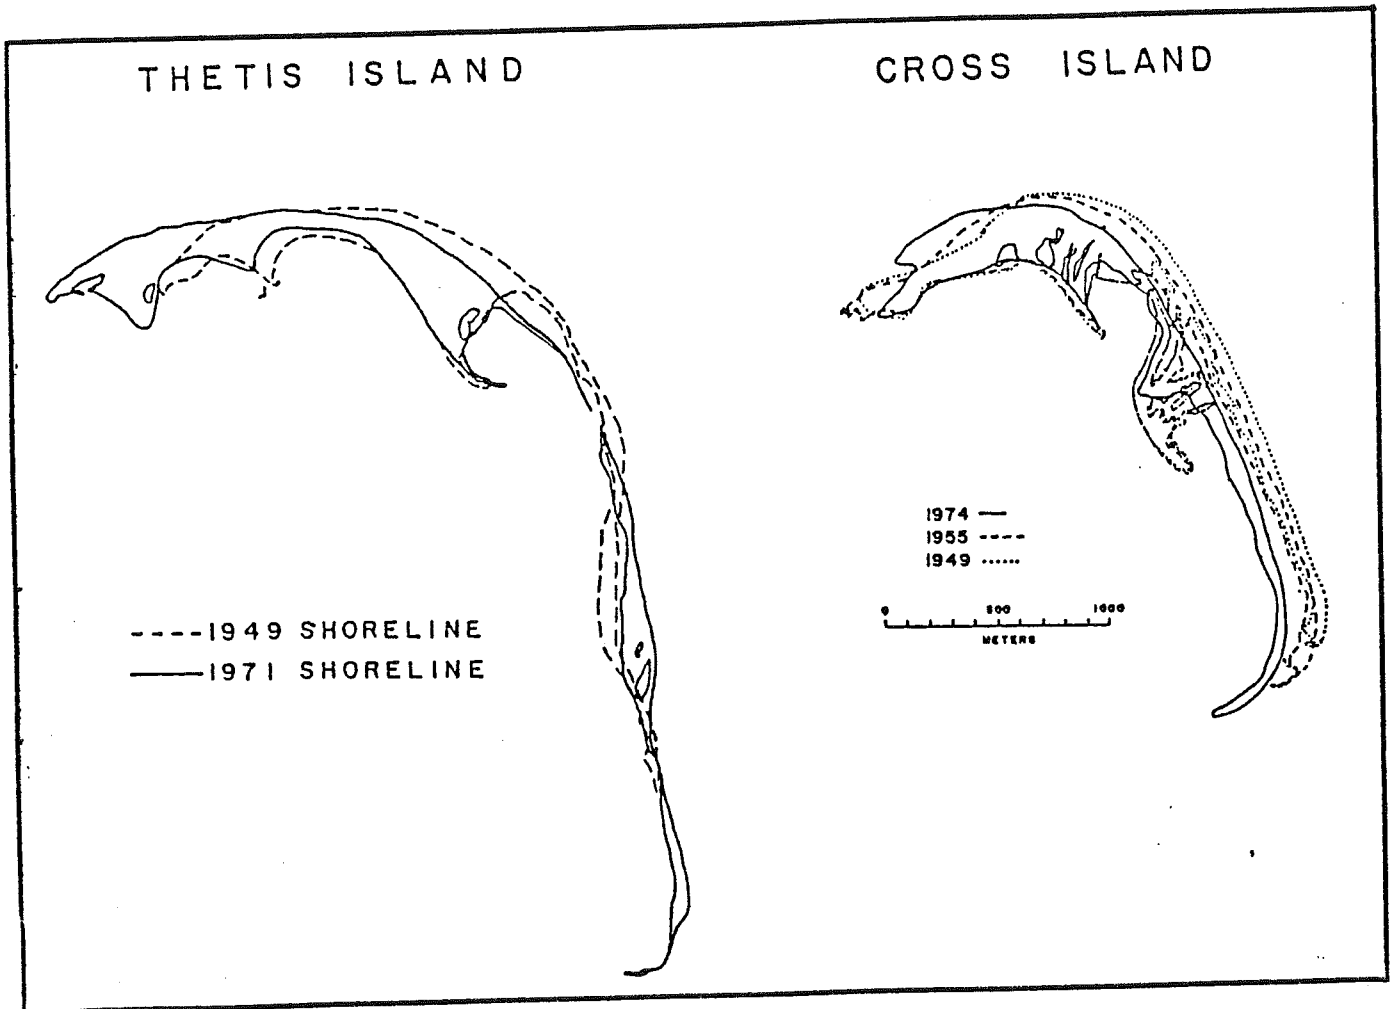 THETIS ISLAND
CROSS ISLAND
1974
1955
1949
0 500 1000
METERS
1949 SHORELINE
1971 SHORELINE